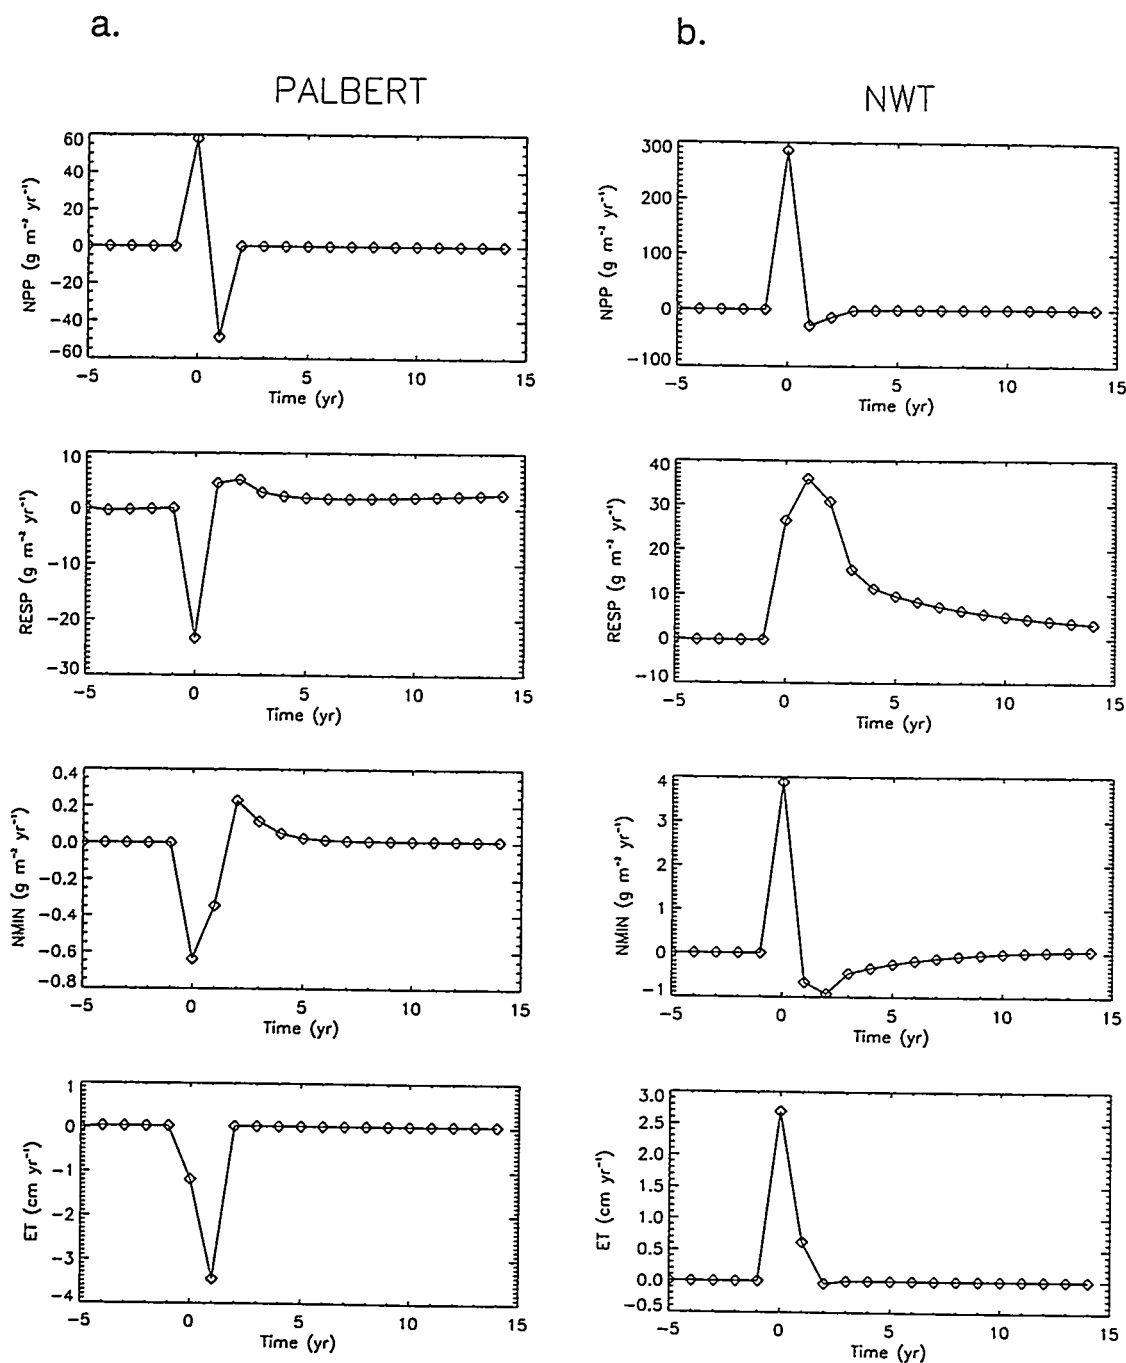 a.
PALBERT
NPP (g m⁻² yr⁻¹)
60
40
20
0
−20
−40
−60
−5 0 5 10 15
Time (yr)
RESP (g m⁻² yr⁻¹)
10
0
−10
−20
−30
−5 0 5 10 15
Time (yr)
NMIN (g m⁻² yr⁻¹)
0.4
0.2
0.0
−0.2
−0.4
−0.6
−0.8
−5 0 5 10 15
Time (yr)
ET (cm yr⁻¹)
1
0
−1
−2
−3
−4
−5 0 5 10 15
Time (yr)
b.
NWT
NPP (g m⁻² yr⁻¹)
300
200
100
0
−100
−5 0 5 10 15
Time (yr)
RESP (g m⁻² yr⁻¹)
40
30
20
10
0
−10
−5 0 5 10 15
Time (yr)
NMIN (g m⁻² yr⁻¹)
4
3
2
1
0
−1
−5 0 5 10 15
Time (yr)
ET (cm yr⁻¹)
3.0
2.5
2.0
1.5
1.0
0.5
0.0
−0.5
−5 0 5 10 15
Time (yr)